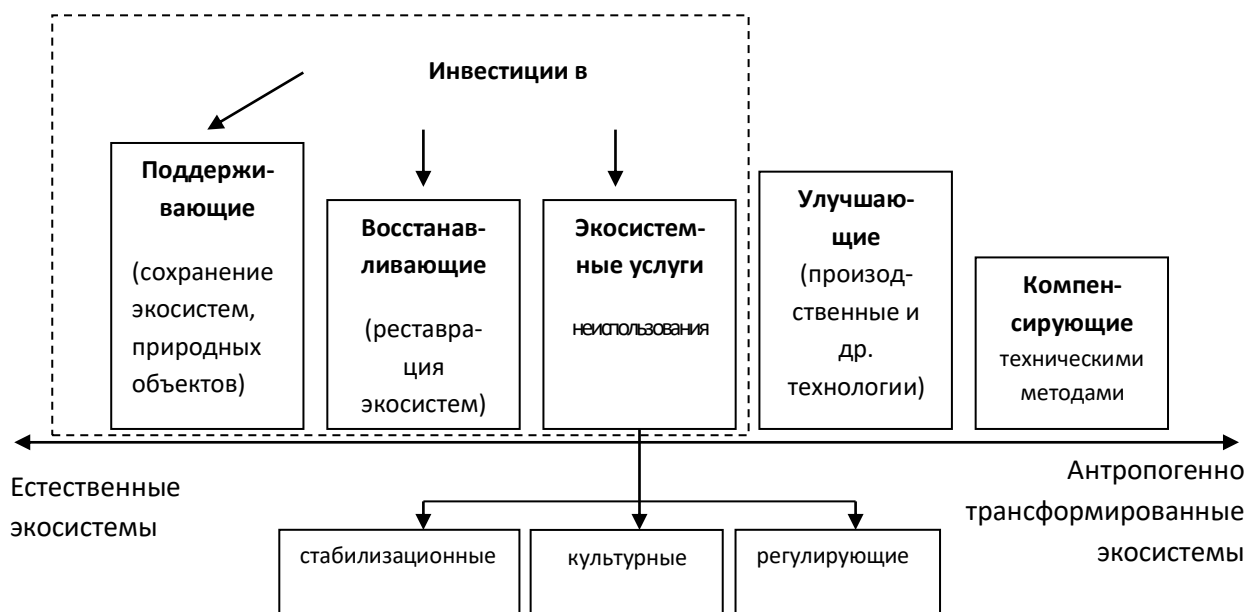 Инвестиции в
Поддержи-
вающие
(сохранение
экосистем,
природных
объектов)
Восстанав-
ливающие
(реставра-
ция
экосистем)
Экосистем-
ные услуги
неиспользования
Улучшаю-
щие
(произод-
ственные и
др.
технологии)
Компен-
сирующие
техническими
методами
Естественные
экосистемы
Антропогенно
трансформированные
экосистемы
стабилизационные
культурные
регулирующие